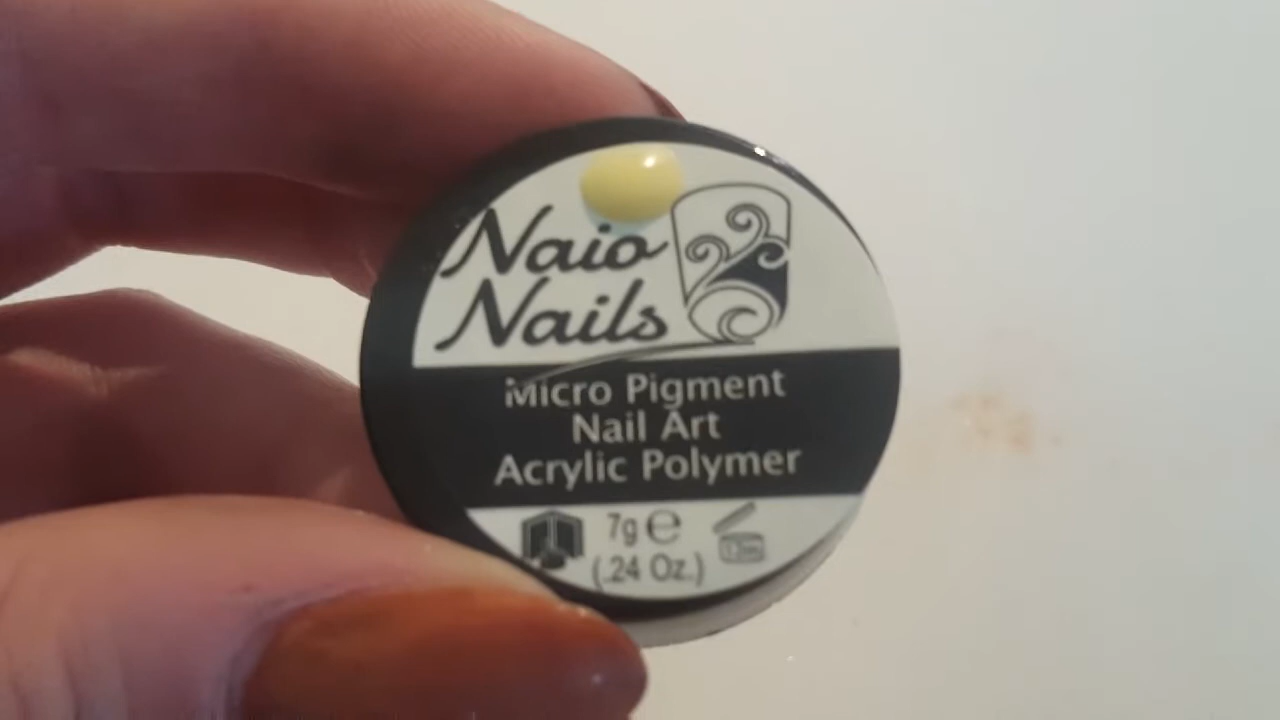 Naio
Nails
Micro Pigment
Nail Art
Acrylic Polymer
7g ℮
(.24 Oz.)